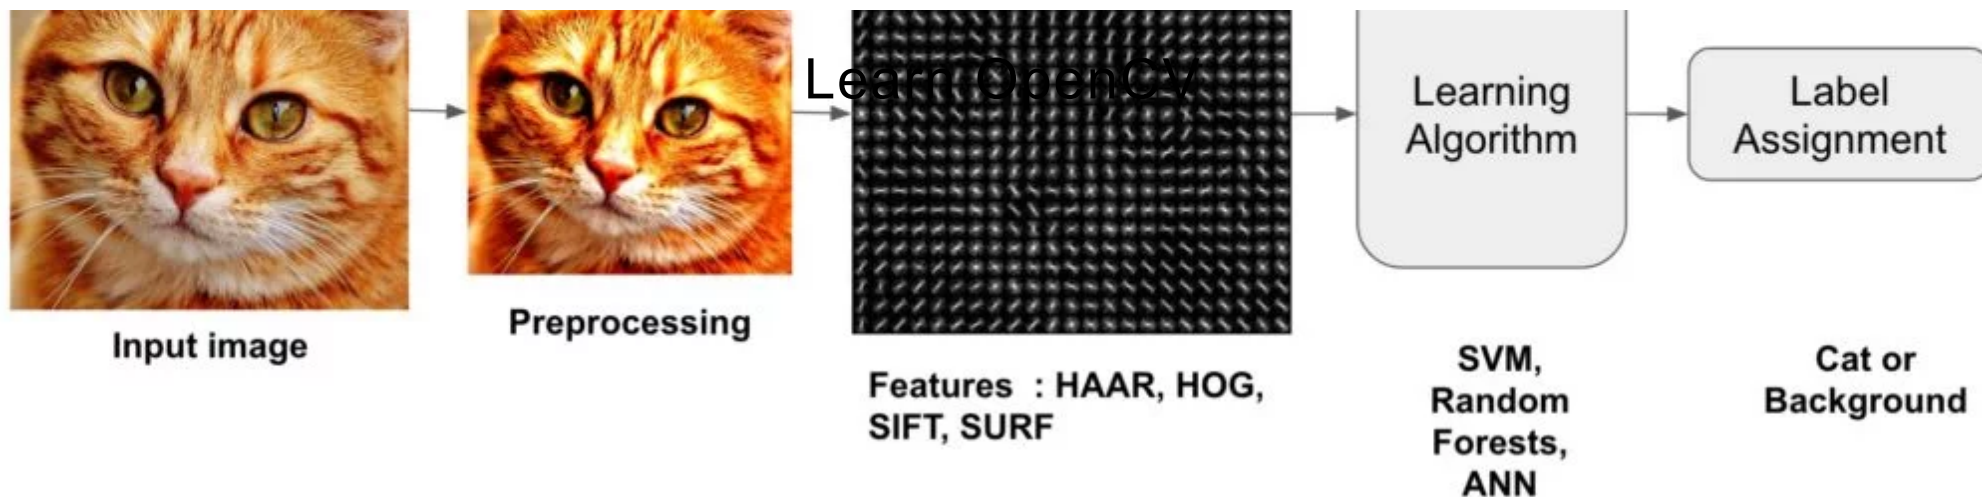 Learn OpenCV
Learning
Algorithm
Label
Assignment
Input image
Preprocessing
Features : HAAR, HOG,
SIFT, SURF
SVM,
Random
Forests,
ANN
Cat or
Background